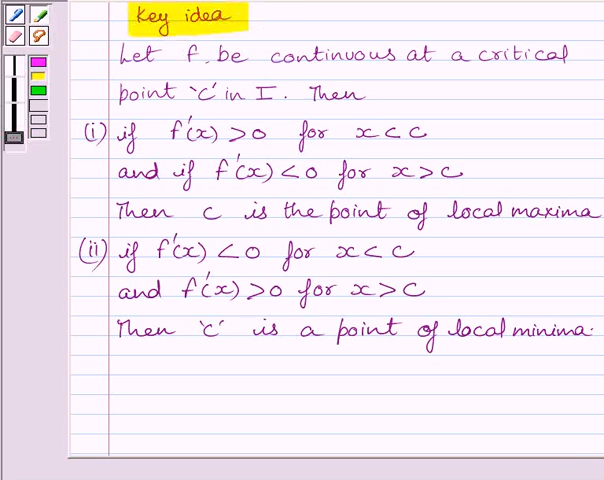 Key idea
Let f, be continuous at a critical
point 'c' in I. Then
(i) if f'(x) > 0 for x < c
and if f'(x) < 0 for x > c
Then c is the point of local maxima
(ii) if f'(x) < 0 for x < c
and f'(x) > 0 for x > c
Then 'c' is a point of local minima.